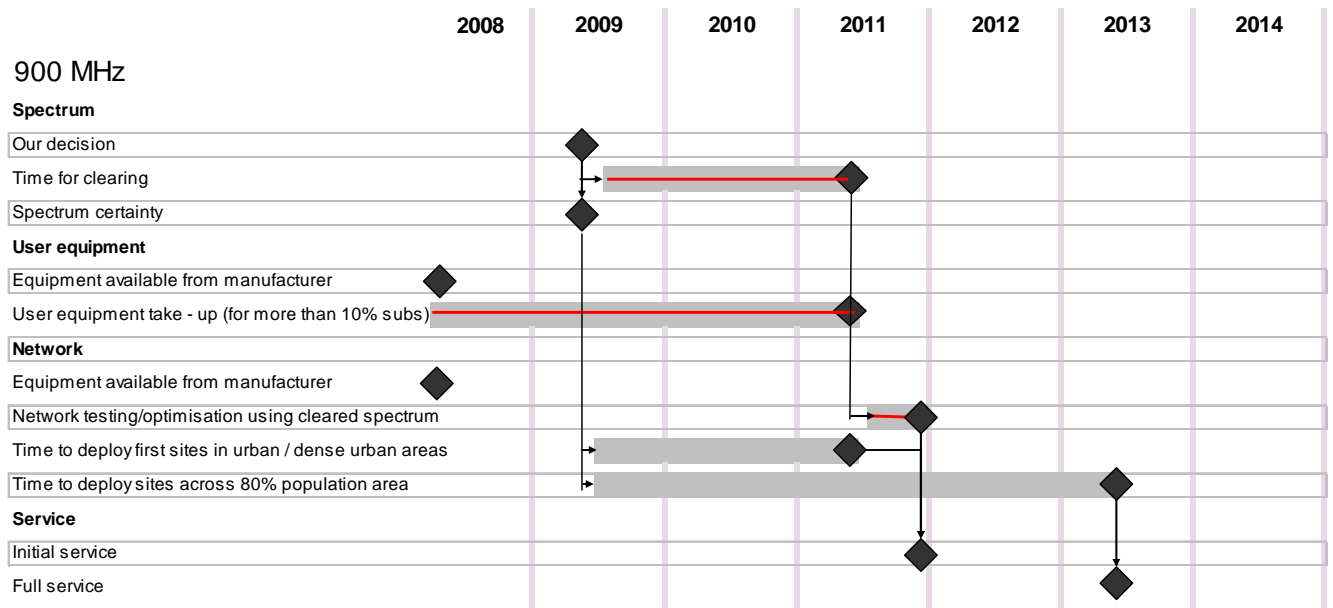 2008 2009 2010 2011 2012 2013 2014
900 MHz
Spectrum
Our decision
Time for clearing
Spectrum certainty
User equipment
Equipment available from manufacturer
User equipment take - up (for more than 10% subs)
Network
Equipment available from manufacturer
Network testing/optimisation using cleared spectrum
Time to deploy first sites in urban / dense urban areas
Time to deploy sites across 80% population area
Service
Initial service
Full service